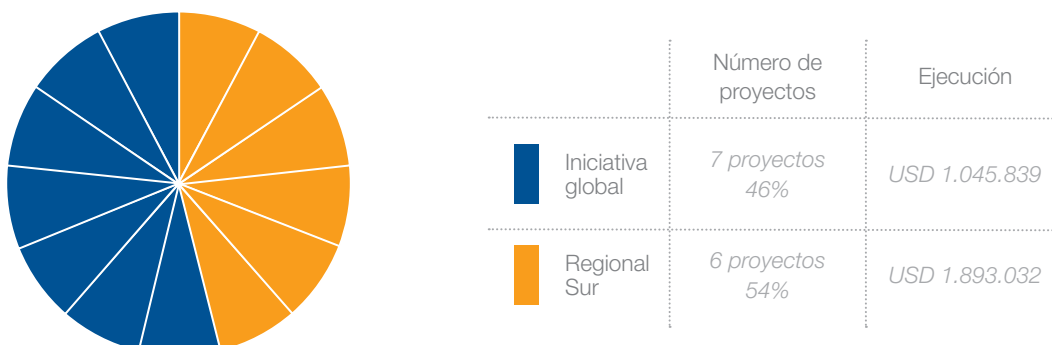 Número de
proyectos
Ejecución
Iniciativa
global
7 proyectos
46%
USD 1.045.839
Regional
Sur
6 proyectos
54%
USD 1.893.032